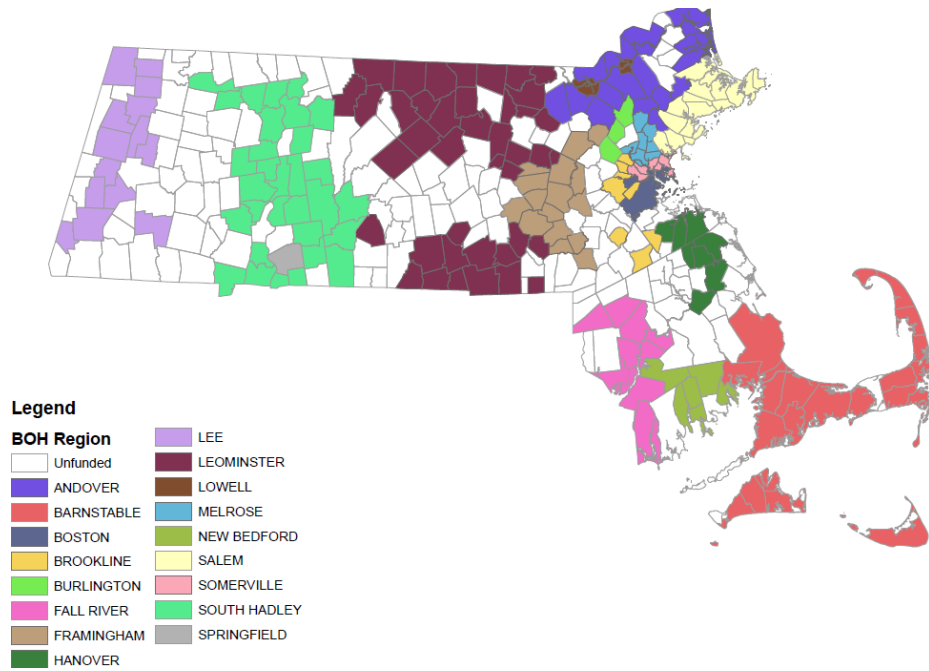 Legend
BOH Region
Unfunded
ANDOVER
BARNSTABLE
BOSTON
BROOKLINE
BURLINGTON
FALL RIVER
FRAMINGHAM
HANOVER
LEE
LEOMINSTER
LOWELL
MELROSE
NEW BEDFORD
SALEM
SOMERVILLE
SOUTH HADLEY
SPRINGFIELD